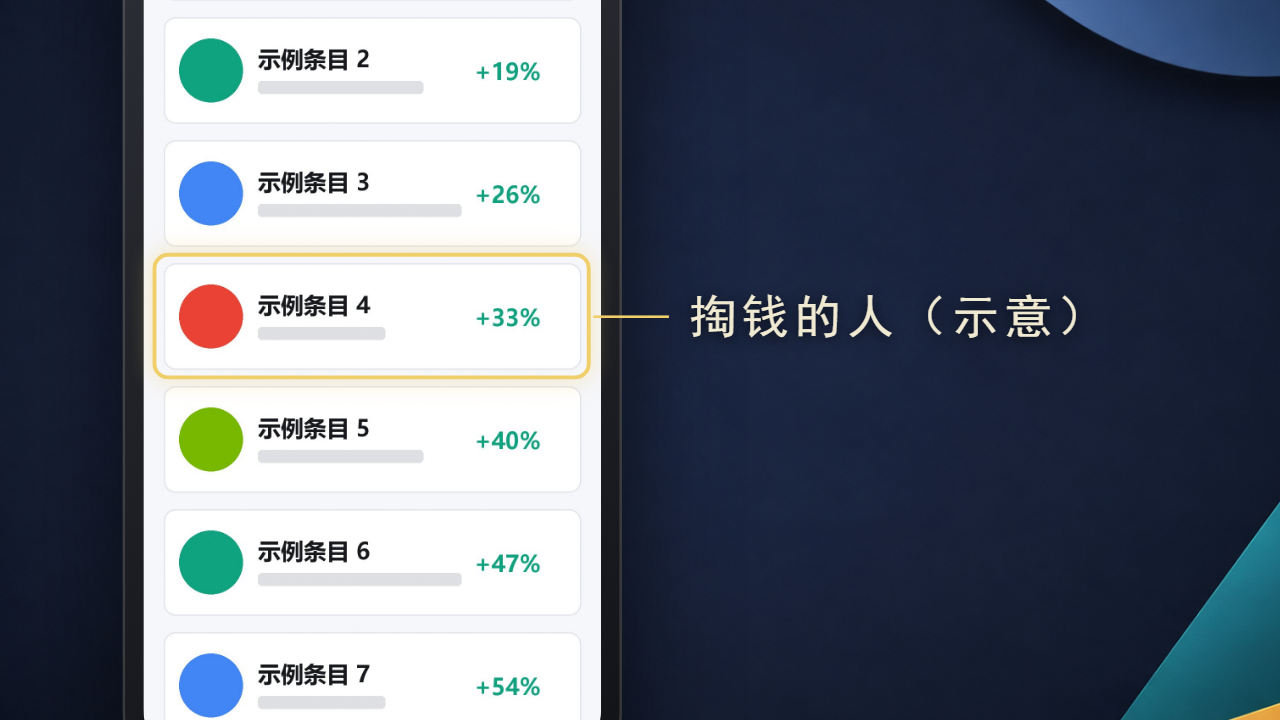 示例条目 2
+19%
示例条目 3
+26%
示例条目 4
+33%
掏钱的人（示意）
示例条目 5
+40%
示例条目 6
+47%
示例条目 7
+54%